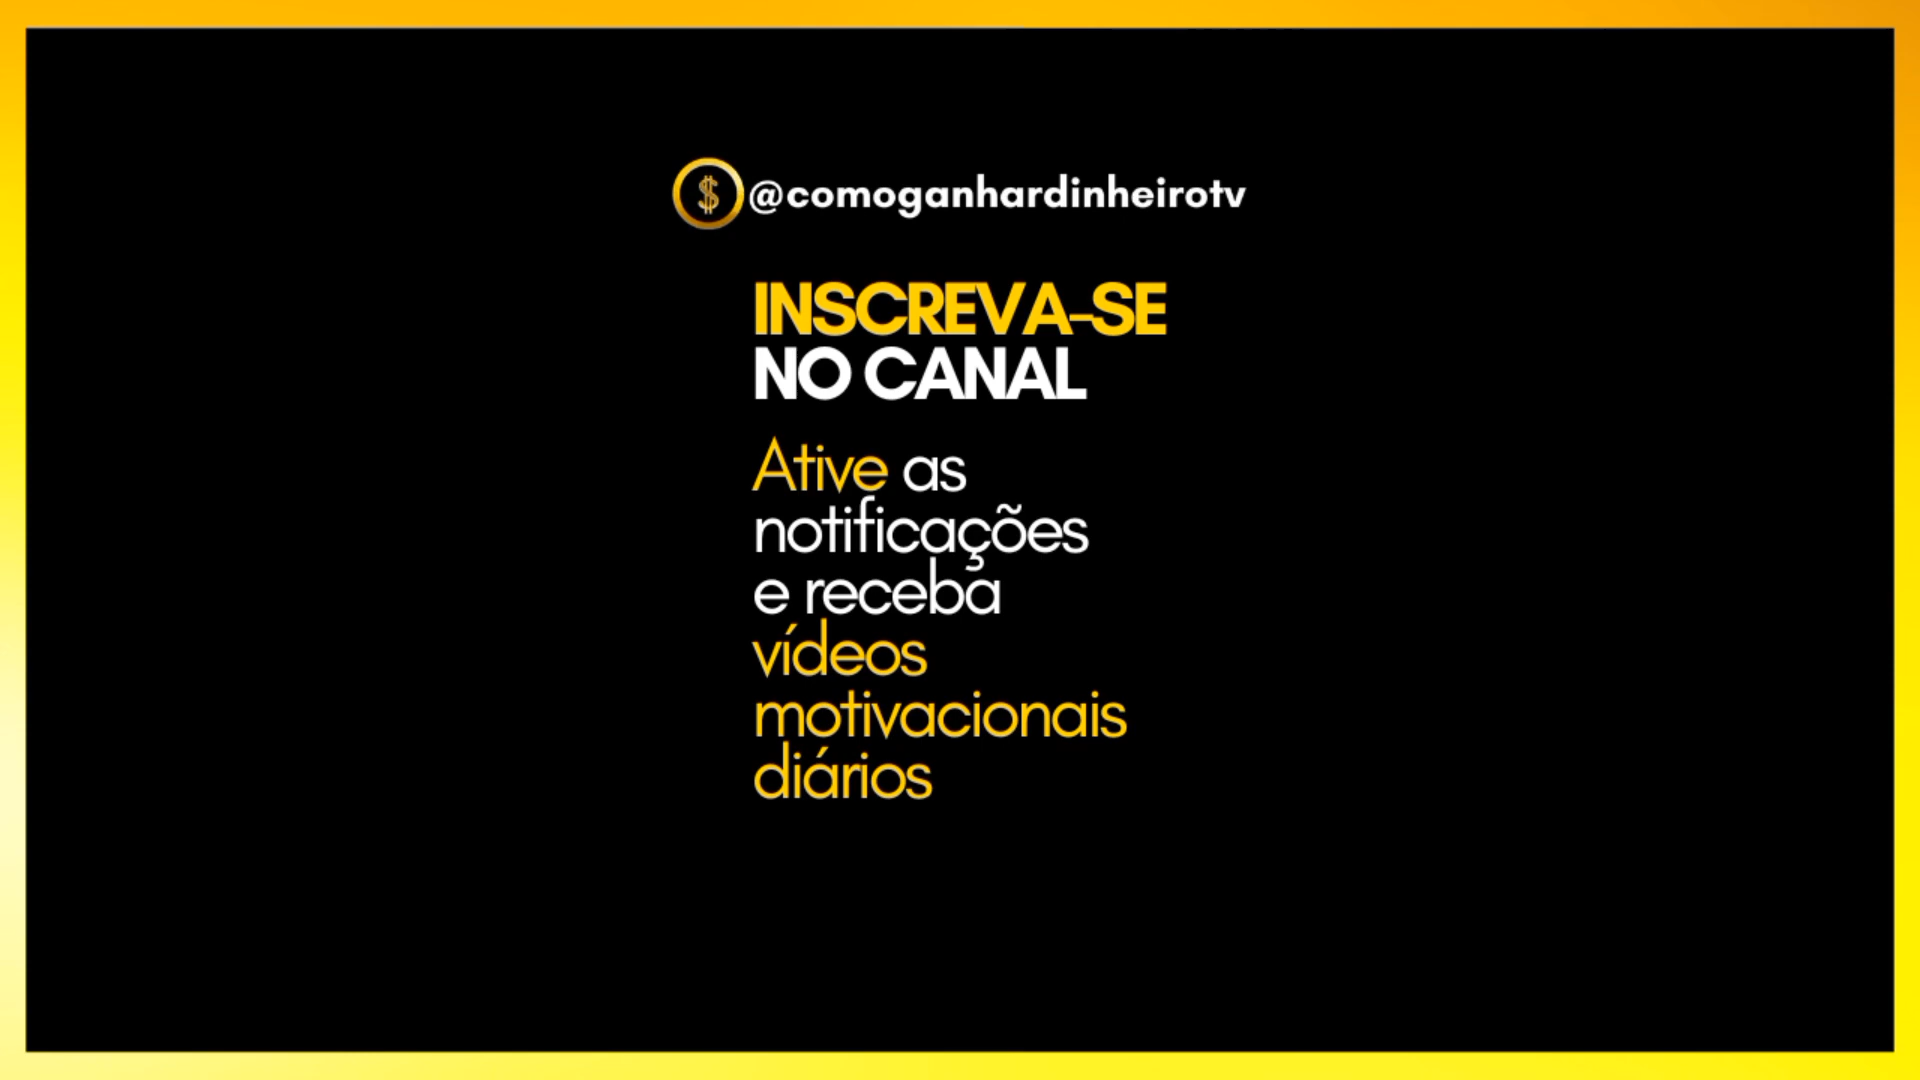 @comoganhardinheirotv
INSCREVA-SE
NO CANAL
Ative as
notificações
e receba
vídeos
motivacionais
diários